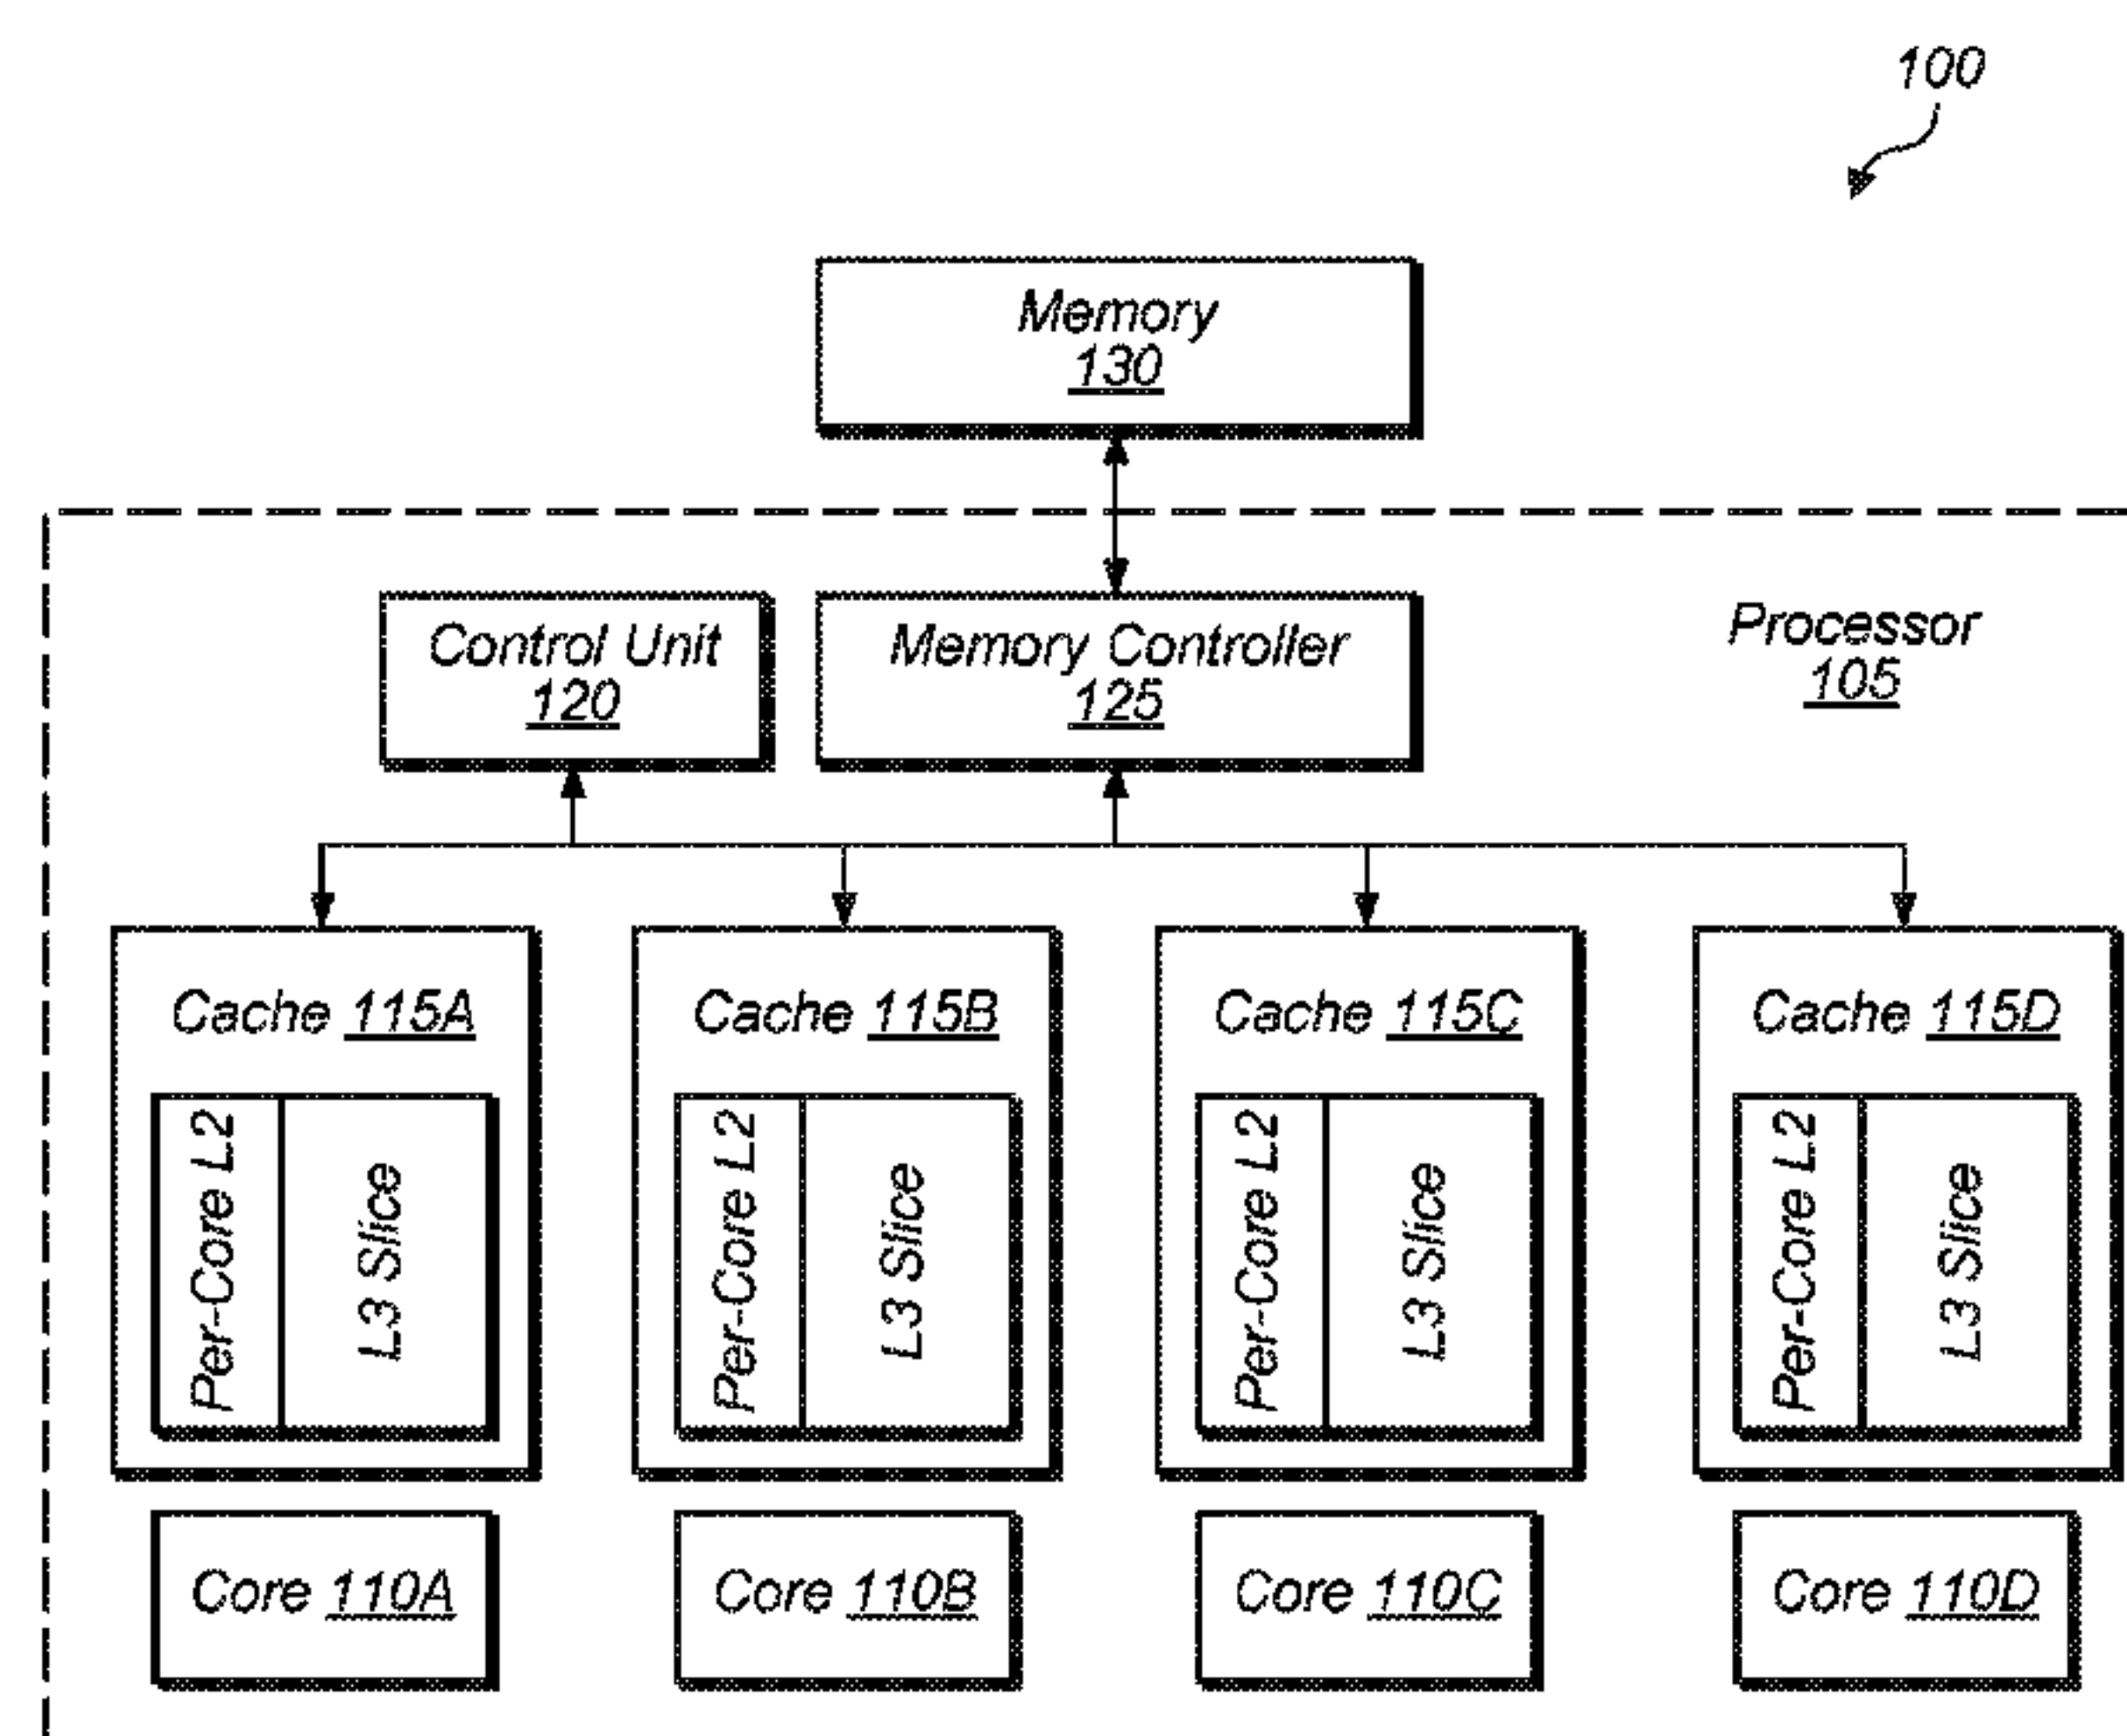 100
Memory
130
Control Unit
120
Memory Controller
125
Processor
105
Cache 115A
Cache 115B
Cache 115C
Cache 115D
Per-Core L2
L3 Slice
Per-Core L2
L3 Slice
Per-Core L2
L3 Slice
Per-Core L2
L3 Slice
Core 110A
Core 110B
Core 110C
Core 110D